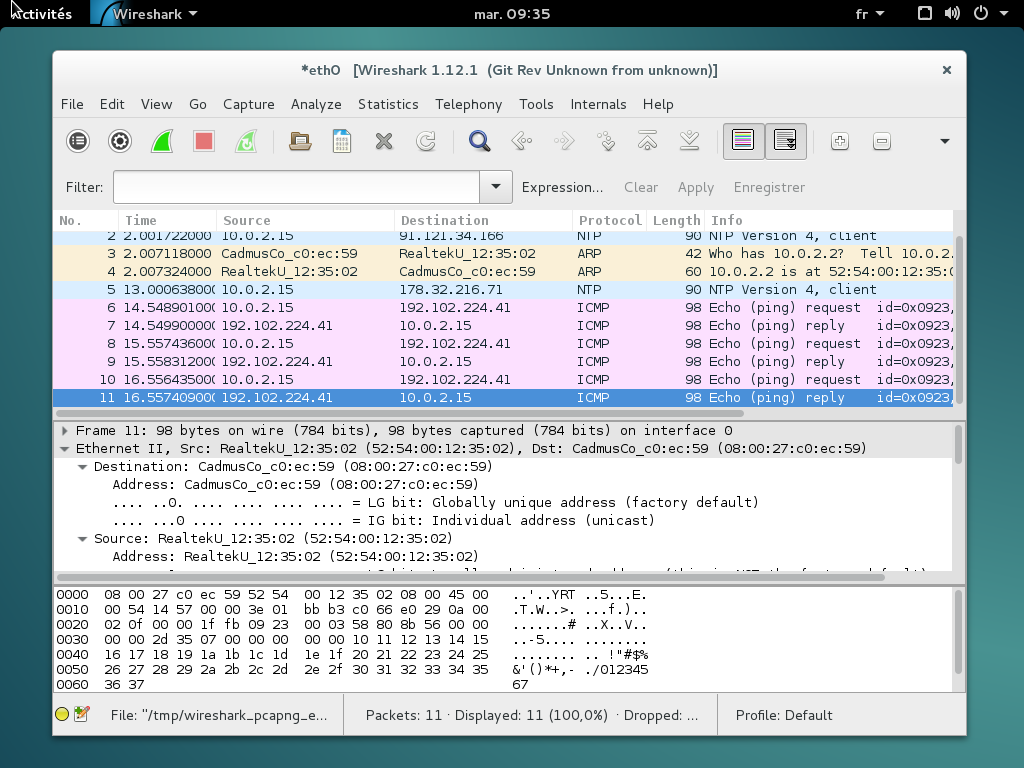 Activités Wireshark mar. 09:35 fr
*eth0 [Wireshark 1.12.1 (Git Rev Unknown from unknown)]
File Edit View Go Capture Analyze Statistics Telephony Tools Internals Help
Filter: Expression... Clear Apply Enregistrer
No. Time Source Destination Protocol Length Info
2 2.001722000 10.0.2.15 91.121.34.166 NTP 90 NTP Version 4, client
3 2.007118000 CadmusCo_c0:ec:59 RealtekU_12:35:02 ARP 42 Who has 10.0.2.2? Tell 10.0.2.
4 2.007324000 RealtekU_12:35:02 CadmusCo_c0:ec:59 ARP 60 10.0.2.2 is at 52:54:00:12:35:0
5 13.000638000 10.0.2.15 178.32.216.71 NTP 90 NTP Version 4, client
6 14.548901000 10.0.2.15 192.102.224.41 ICMP 98 Echo (ping) request id=0x0923,
7 14.549900000 192.102.224.41 10.0.2.15 ICMP 98 Echo (ping) reply id=0x0923,
8 15.557436000 10.0.2.15 192.102.224.41 ICMP 98 Echo (ping) request id=0x0923,
9 15.558312000 192.102.224.41 10.0.2.15 ICMP 98 Echo (ping) reply id=0x0923,
10 16.556435000 10.0.2.15 192.102.224.41 ICMP 98 Echo (ping) request id=0x0923,
11 16.557409000 192.102.224.41 10.0.2.15 ICMP 98 Echo (ping) reply id=0x0923,
Frame 11: 98 bytes on wire (784 bits), 98 bytes captured (784 bits) on interface 0
Ethernet II, Src: RealtekU_12:35:02 (52:54:00:12:35:02), Dst: CadmusCo_c0:ec:59 (08:00:27:c0:ec:59)
Destination: CadmusCo_c0:ec:59 (08:00:27:c0:ec:59)
Address: CadmusCo_c0:ec:59 (08:00:27:c0:ec:59)
.... ..0. .... .... .... .... = LG bit: Globally unique address (factory default)
.... ...0 .... .... .... .... = IG bit: Individual address (unicast)
Source: RealtekU_12:35:02 (52:54:00:12:35:02)
Address: RealtekU_12:35:02 (52:54:00:12:35:02)
0000 08 00 27 c0 ec 59 52 54 00 12 35 02 08 00 45 00 ..'..YRT ..5...E.
0010 00 54 14 57 00 00 3e 01 bb b3 c0 66 e0 29 0a 00 .T.W..>. ...f.)..
0020 02 0f 00 00 1f fb 09 23 00 03 58 80 8b 56 00 00 .......# ..X..V..
0030 00 00 2d 35 07 00 00 00 00 00 10 11 12 13 14 15 ..-5.... ........
0040 16 17 18 19 1a 1b 1c 1d 1e 1f 20 21 22 23 24 25 ........ .. !"#$%
0050 26 27 28 29 2a 2b 2c 2d 2e 2f 30 31 32 33 34 35 &'()*+,- ./012345
0060 36 37 67
File: "/tmp/wireshark_pcapng_e... Packets: 11 · Displayed: 11 (100,0%) · Dropped: ... Profile: Default